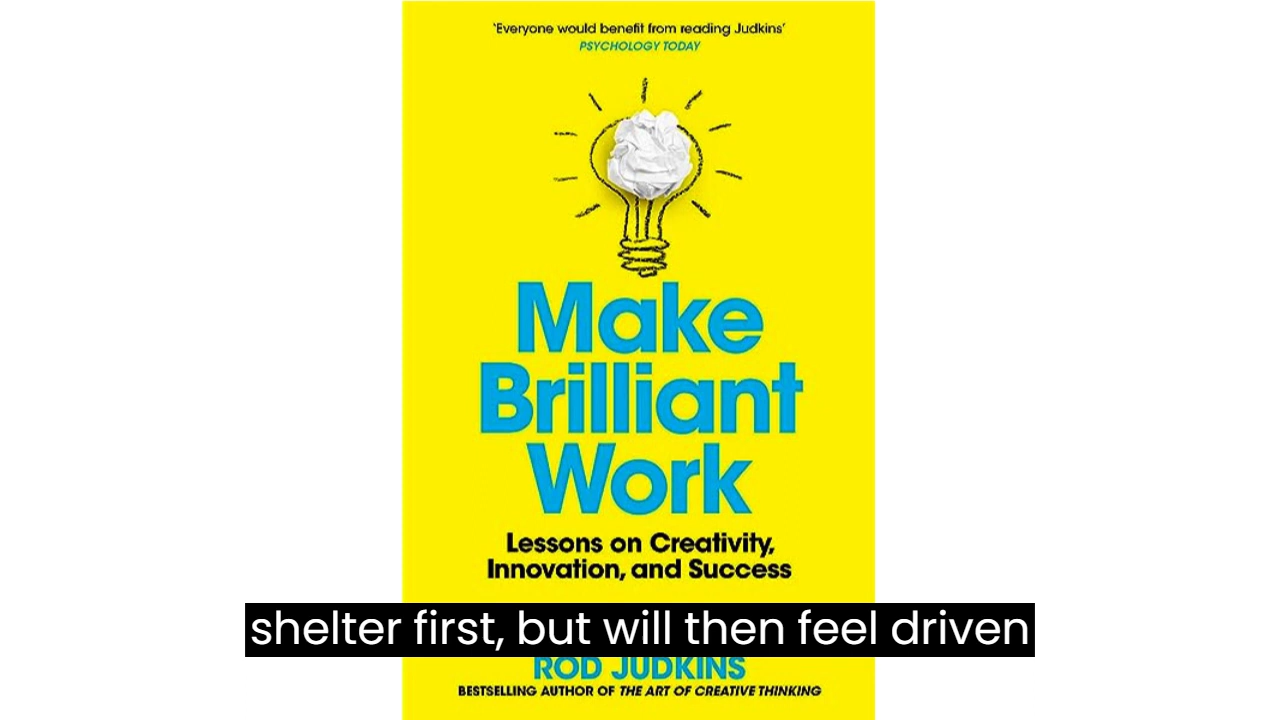 ‘Everyone would benefit from reading Judkins’
PSYCHOLOGY TODAY
Make
Brilliant
Work
Lessons on Creativity,
Innovation, and Success
shelter first, but will then feel driven
ROD JUDKINS
BESTSELLING AUTHOR OF THE ART OF CREATIVE THINKING